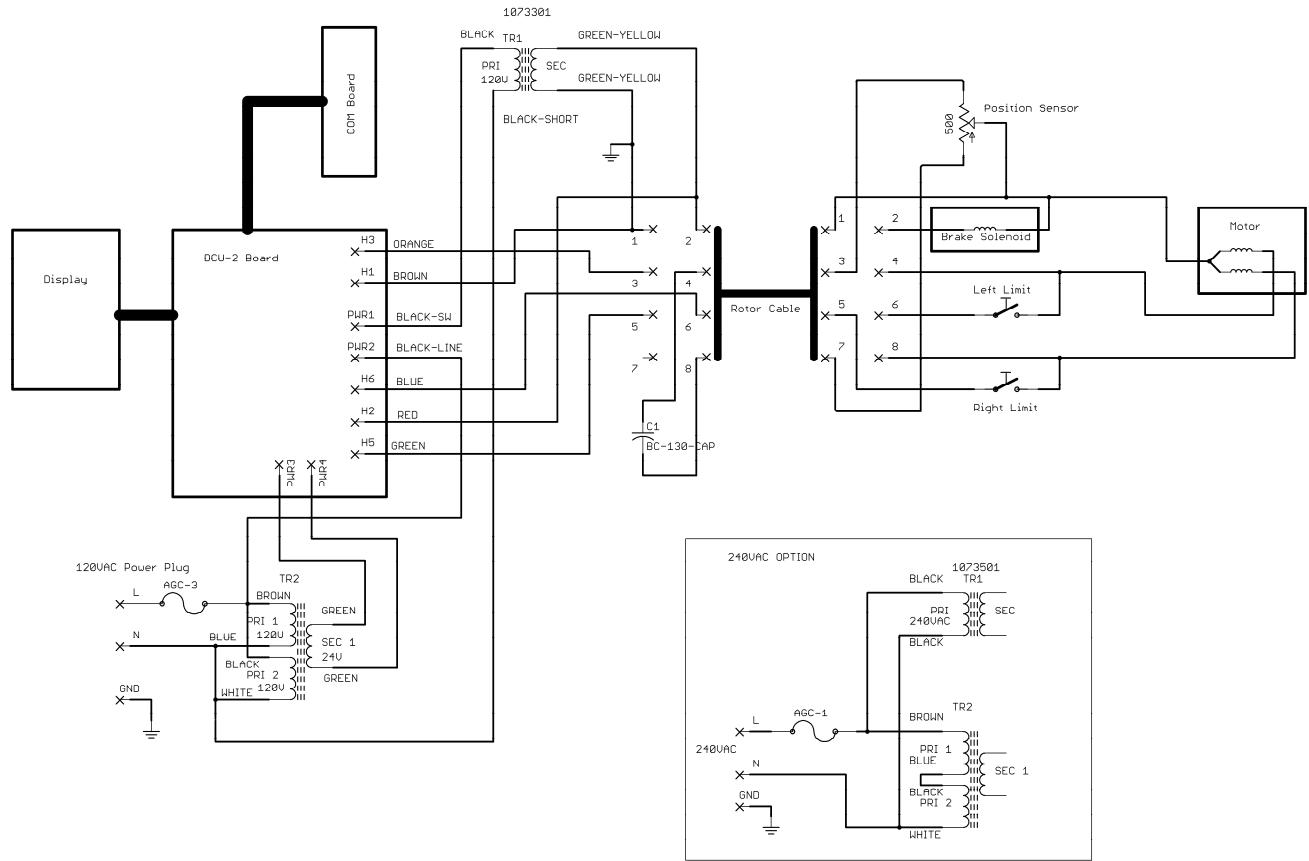 1073301
BLACK
TR1
GREEN-YELLOW
PRI
120V
SEC
GREEN-YELLOW
BLACK-SHORT
COM Board
500
Position Sensor
Display
DCU-2 Board
H3
ORANGE
H1
BROWN
PWR1
BLACK-SW
PWR2
BLACK-LINE
H6
BLUE
H2
RED
H5
GREEN
PWR3
PWR4
1
2
3
4
5
6
7
8
C1
BC-130-CAP
Rotor Cable
1
2
3
4
5
6
7
8
Brake Solenoid
Motor
Left Limit
Right Limit
120VAC Power Plug
L
AGC-3
N
GND
TR2
BROWN
PRI 1
120V
BLUE
BLACK
PRI 2
120V
WHITE
GREEN
SEC 1
24V
GREEN
240VAC OPTION
1073501
BLACK
TR1
PRI
240VAC
SEC
BLACK
L
AGC-1
240VAC
N
GND
BROWN
TR2
PRI 1
BLUE
SEC 1
BLACK
PRI 2
WHITE